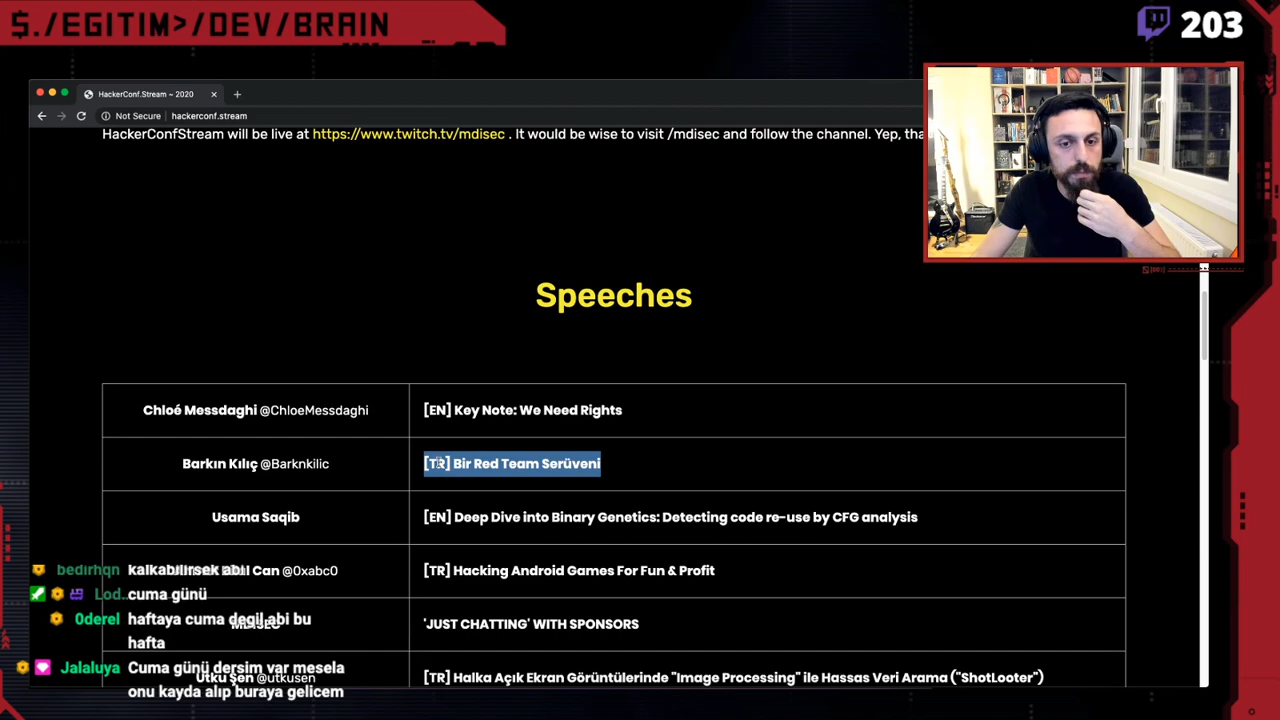 $./EGITIM>/DEV/BRAIN
203
HackerConf.Stream ~ 2020
Not Secure
hackerconf.stream
HackerConfStream will be live at https://www.twitch.tv/mdisec . It would be wise to visit /mdisec and follow the channel. Yep, tha
Speeches
Chloé Messdaghi @ChloeMessdaghi
[EN] Key Note: We Need Rights
Barkın Kılıç @Barknkilic
[TR] Bir Red Team Serüveni
Usama Saqib
[EN] Deep Dive into Binary Genetics: Detecting code re-use by CFG analysis
Can @0xabc0
[TR] Hacking Android Games For Fun & Profit
MDISEC
'JUST CHATTING' WITH SPONSORS
Utku Şen @utkusen
[TR] Halka Açık Ekran Görüntülerinde "Image Processing" ile Hassas Veri Arama ("ShotLooter")
bedirhqn kalkabilirsek abi
Lod.. cuma günü
0derel haftaya cuma degil abi bu
hafta
Jalaluya Cuma günü dersim var mesela
onu kayda alıp buraya gelicem